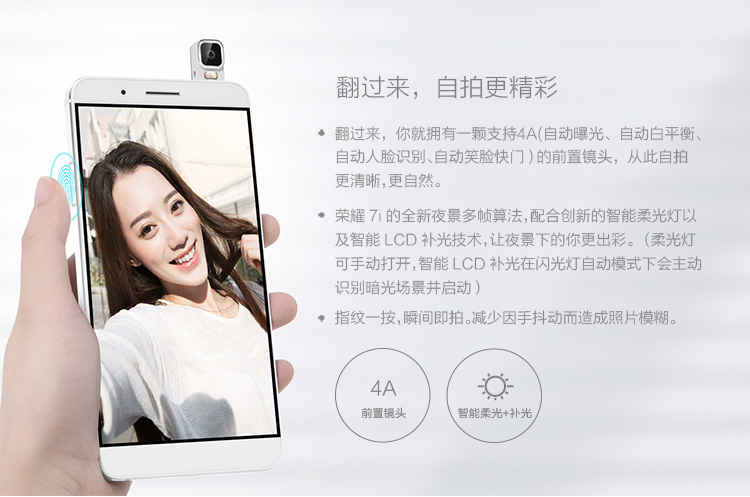 翻过来，自拍更精彩
翻过来，你就拥有一颗支持4A(自动曝光、自动白平衡、
自动人脸识别、自动笑脸快门）的前置镜头，从此自拍
更清晰，更自然。
荣耀 7i 的全新夜景多帧算法，配合创新的智能柔光灯以
及智能 LCD 补光技术，让夜景下的你更出彩。（柔光灯
可手动打开，智能 LCD 补光在闪光灯自动模式下会主动
识别暗光场景并启动）
指纹一按，瞬间即拍。减少因手抖动而造成照片模糊。
4A
前置镜头
智能柔光+补光